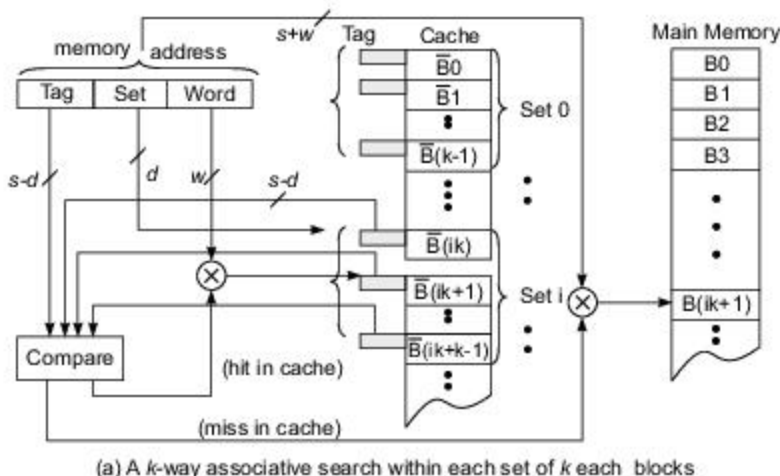 s+w
Tag
Cache
Main Memory
memory address
Tag Set Word
B̅0
B̅1
B̅(k-1)
Set 0
B0
B1
B2
B3
s-d
d
w
s-d
B̅(ik)
B̅(ik+1)
B̅(ik+k-1)
Set i
B(ik+1)
Compare
(hit in cache)
(miss in cache)
(a) A k-way associative search within each set of k each blocks